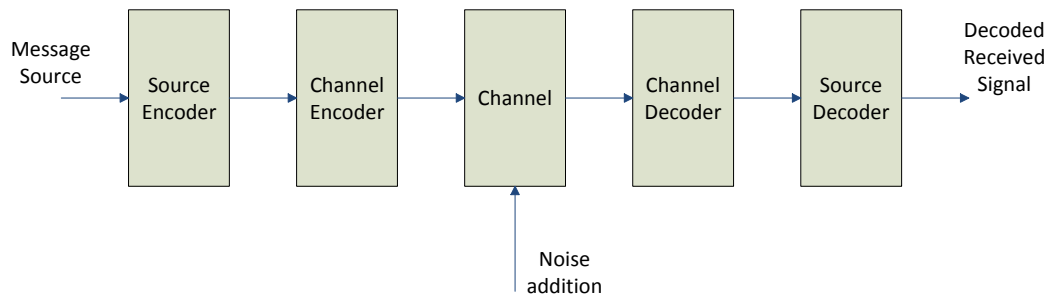 Message
Source
Source
Encoder
Channel
Encoder
Channel
Channel
Decoder
Source
Decoder
Decoded
Received
Signal
Noise
addition